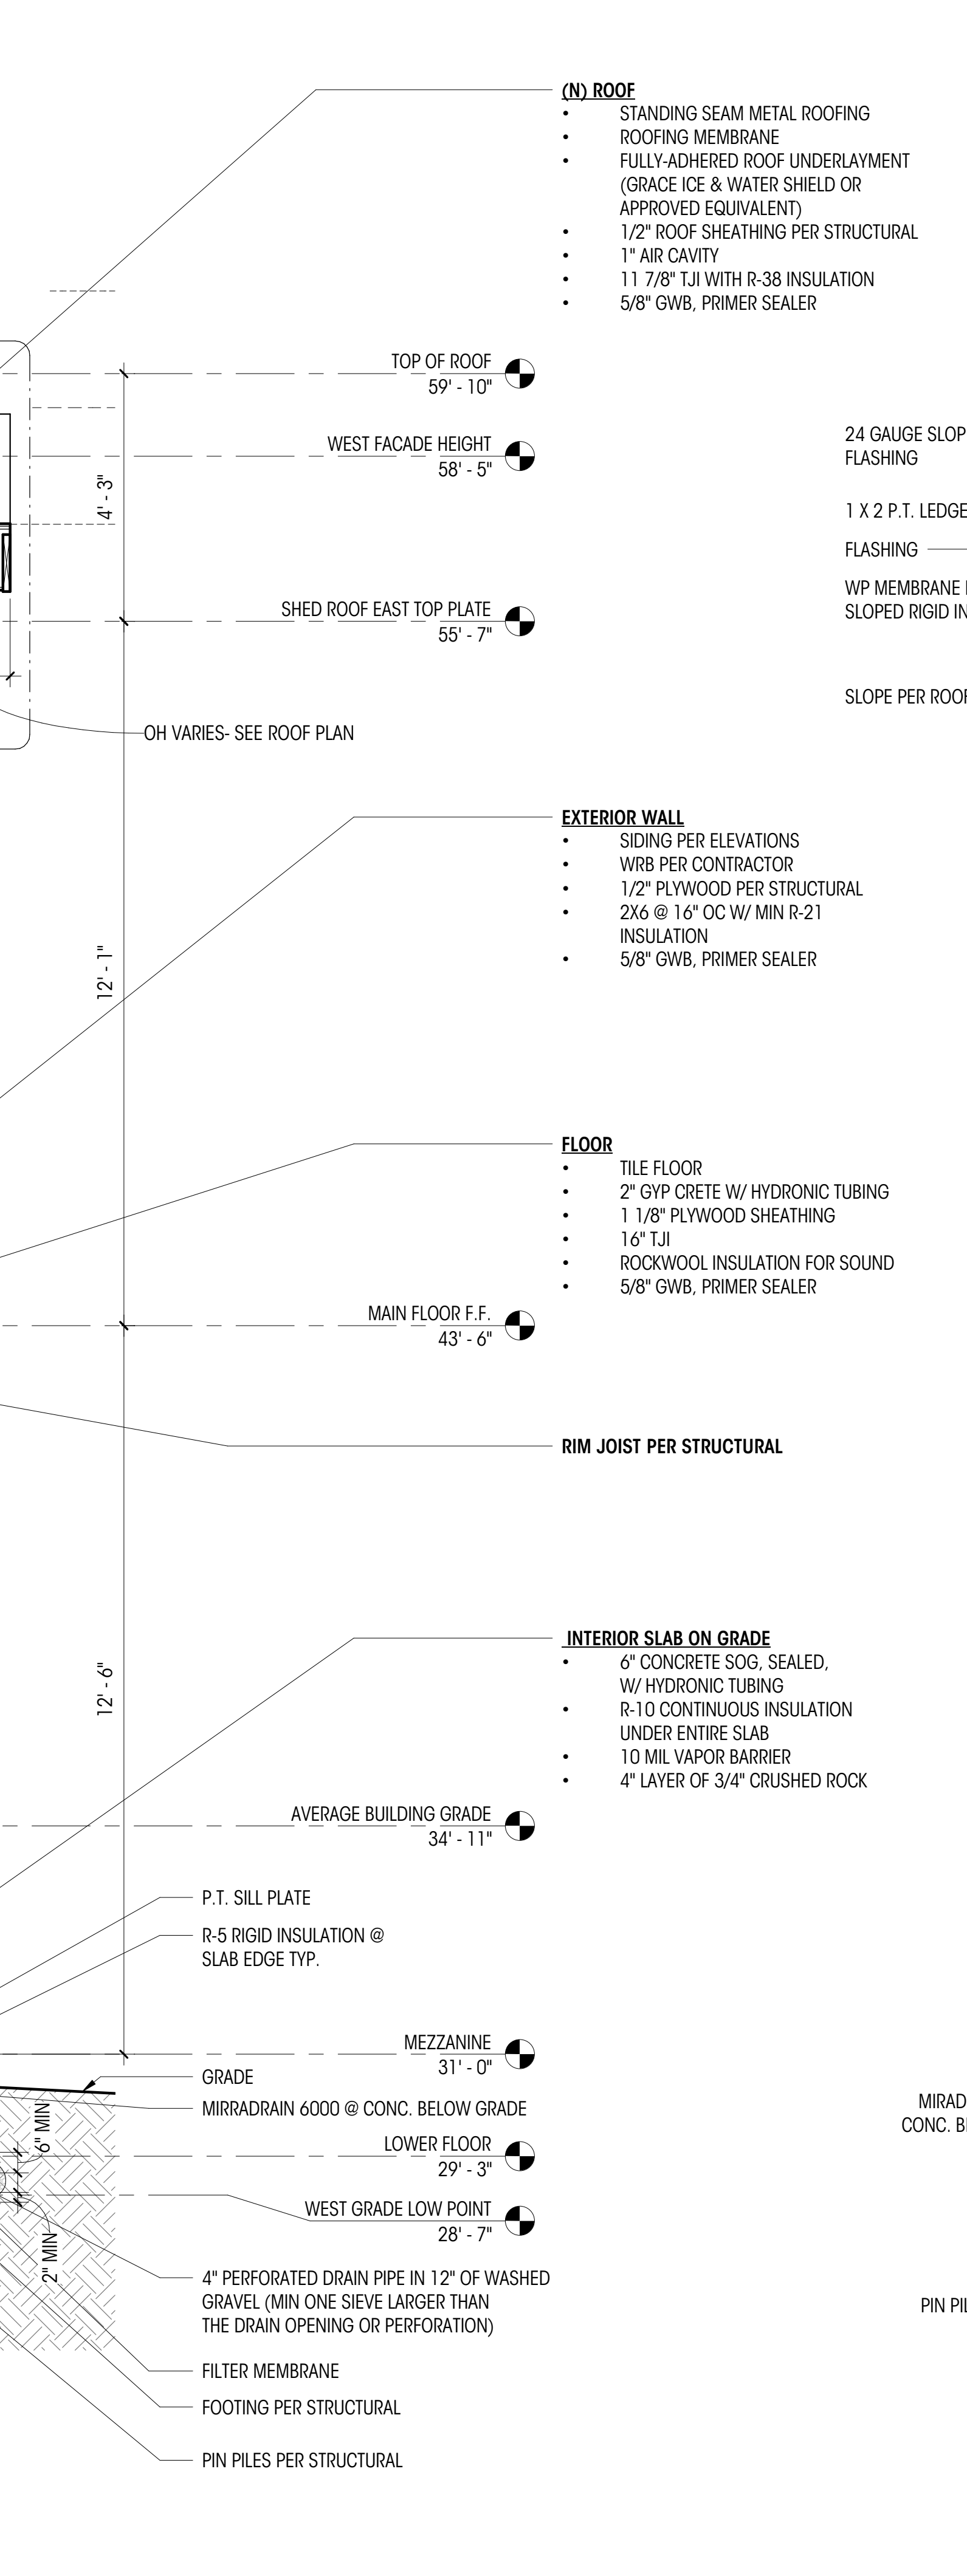 (N) ROOF
• STANDING SEAM METAL ROOFING
• ROOFING MEMBRANE
• FULLY-ADHERED ROOF UNDERLAYMENT
(GRACE ICE & WATER SHIELD OR
APPROVED EQUIVALENT)
• 1/2" ROOF SHEATHING PER STRUCTURAL
• 1" AIR CAVITY
• 11 7/8" TJI WITH R-38 INSULATION
• 5/8" GWB, PRIMER SEALER
TOP OF ROOF
59' - 10"
WEST FACADE HEIGHT
58' - 5"
4' - 3"
SHED ROOF EAST TOP PLATE
55' - 7"
24 GAUGE SLOP
FLASHING
1 X 2 P.T. LEDGE
FLASHING
WP MEMBRANE
SLOPED RIGID IN
SLOPE PER ROOF
OH VARIES- SEE ROOF PLAN
EXTERIOR WALL
• SIDING PER ELEVATIONS
• WRB PER CONTRACTOR
• 1/2" PLYWOOD PER STRUCTURAL
• 2X6 @ 16" OC W/ MIN R-21
INSULATION
• 5/8" GWB, PRIMER SEALER
12' - 1"
FLOOR
• TILE FLOOR
• 2" GYP CRETE W/ HYDRONIC TUBING
• 1 1/8" PLYWOOD SHEATHING
• 16" TJI
• ROCKWOOL INSULATION FOR SOUND
• 5/8" GWB, PRIMER SEALER
MAIN FLOOR F.F.
43' - 6"
RIM JOIST PER STRUCTURAL
INTERIOR SLAB ON GRADE
• 6" CONCRETE SOG, SEALED,
W/ HYDRONIC TUBING
• R-10 CONTINUOUS INSULATION
UNDER ENTIRE SLAB
• 10 MIL VAPOR BARRIER
• 4" LAYER OF 3/4" CRUSHED ROCK
12' - 6"
AVERAGE BUILDING GRADE
34' - 11"
P.T. SILL PLATE
R-5 RIGID INSULATION @
SLAB EDGE TYP.
MEZZANINE
31' - 0"
GRADE
MIRRADRAIN 6000 @ CONC. BELOW GRADE
6" MIN
LOWER FLOOR
29' - 3"
WEST GRADE LOW POINT
28' - 7"
2" MIN
MIRAD
CONC. B
4" PERFORATED DRAIN PIPE IN 12" OF WASHED
GRAVEL (MIN ONE SIEVE LARGER THAN
THE DRAIN OPENING OR PERFORATION)
PIN PIL
FILTER MEMBRANE
FOOTING PER STRUCTURAL
PIN PILES PER STRUCTURAL